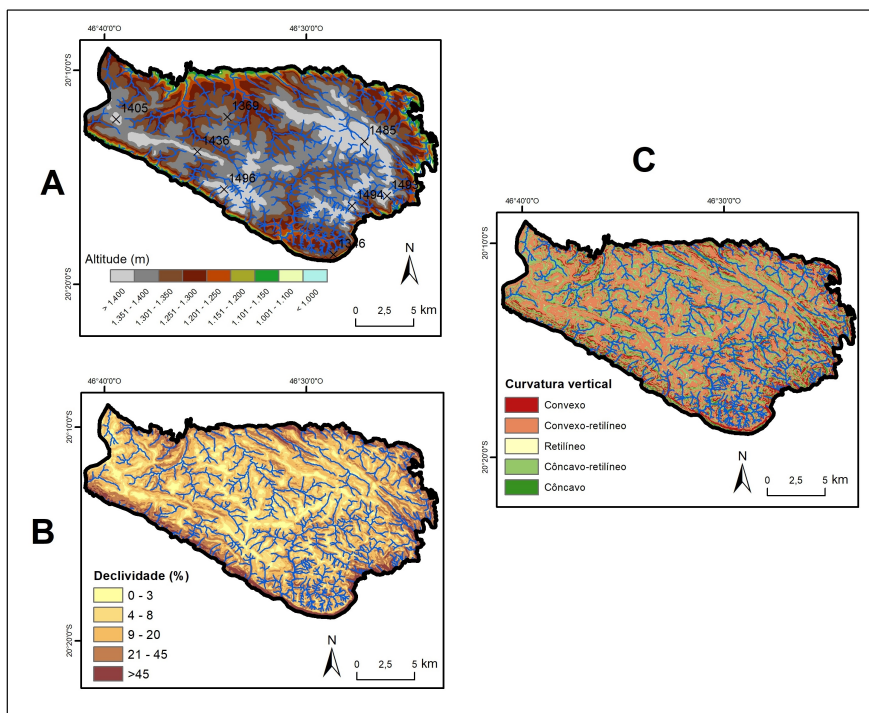 46°40'0"O
46°30'0"O
20°10'0"S
20°20'0"S
A
1405
1369
1436
1485
1496
1494
1493
Altitude (m)
> 1.400
1.351 - 1.400
1.301 - 1.350
1.251 - 1.300
1.201 - 1.250
1.151 - 1.200
1.101 - 1.150
1.001 - 1.100
< 1.000
N
0 2,5 5 km
C
46°40'0"O
46°30'0"O
20°10'0"S
20°20'0"S
Curvatura vertical
Convexo
Convexo-retilíneo
Retilíneo
Côncavo-retilíneo
Côncavo
N
0 2,5 5 km
46°40'0"O
46°30'0"O
20°10'0"S
20°20'0"S
B
Declividade (%)
0 - 3
4 - 8
9 - 20
21 - 45
>45
N
0 2,5 5 km